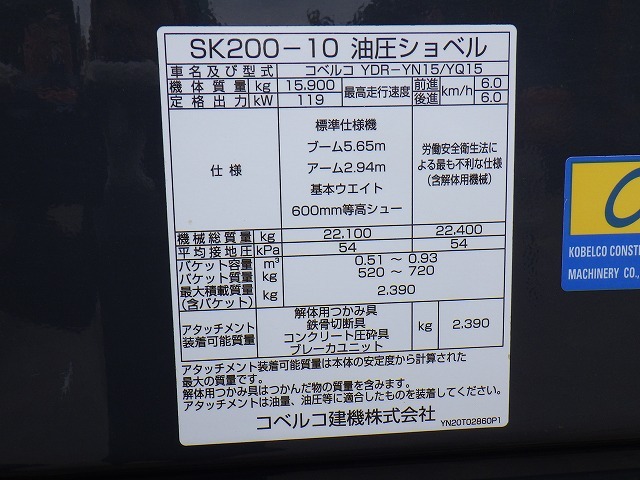 SK200-10 油圧ショベル
車名及び型式 コベルコ YDR-YN15/YQ15
機体質量 kg 15,900 最高走行速度 前進 km/h 6.0
定格出力 kW 119 後進 6.0
仕様 標準仕様機 労働安全衛生法に
ブーム5.65m よる最も不利な仕様
アーム2.94m (含解体用機械)
基本ウエイト
600mm等高シュー
機械総質量 kg 22,100 22,400
平均接地圧 kPa 54 54
バケット容量 m³ 0.51 ~ 0.93
バケット質量 kg 520 ~ 720
最大積載質量 kg 2,390
(含バケット)
アタッチメント 解体用つかみ具 kg 2,390
装着可能質量 鉄骨切断具
コンクリート圧砕具
ブレーカユニット
アタッチメント装着可能質量は本体の安定度から計算された
最大の質量です。
解体用つかみ具はつかんだ物の質量を含みます。
アタッチメントは油量、油圧等に適合したものを装着してください。
コベルコ建機株式会社
YN20T02860P1
KOBELCO CONST
MACHINERY CO.,